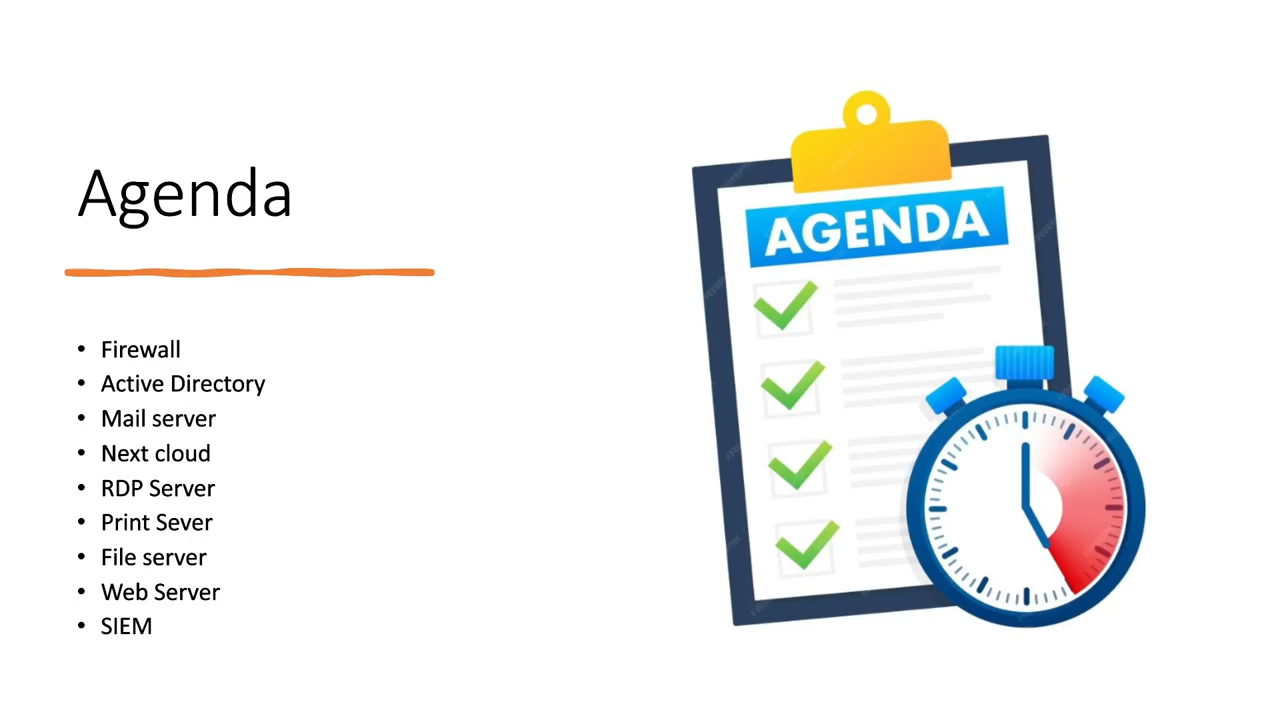 Agenda
• Firewall
• Active Directory
• Mail server
• Next cloud
• RDP Server
• Print Sever
• File server
• Web Server
• SIEM
AGENDA